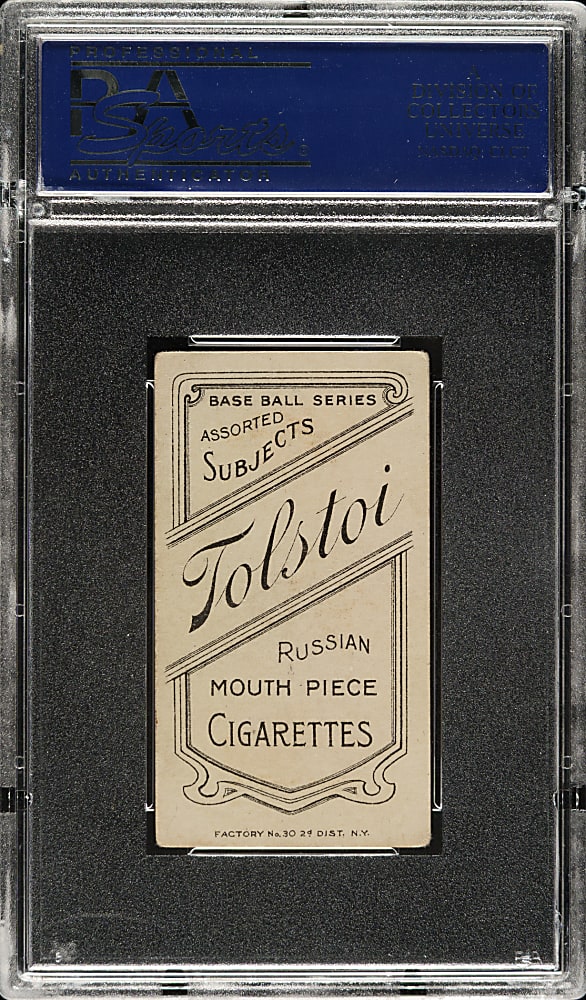 PROFESSIONAL
PSA
Sports
AUTHENTICATOR
A
DIVISION OF
COLLECTORS
UNIVERSE
BASE BALL SERIES
ASSORTED
SUBJECTS
Tolstoi
RUSSIAN
MOUTH PIECE
CIGARETTES
FACTORY No. 30 2d DIST. N.Y.
PSA